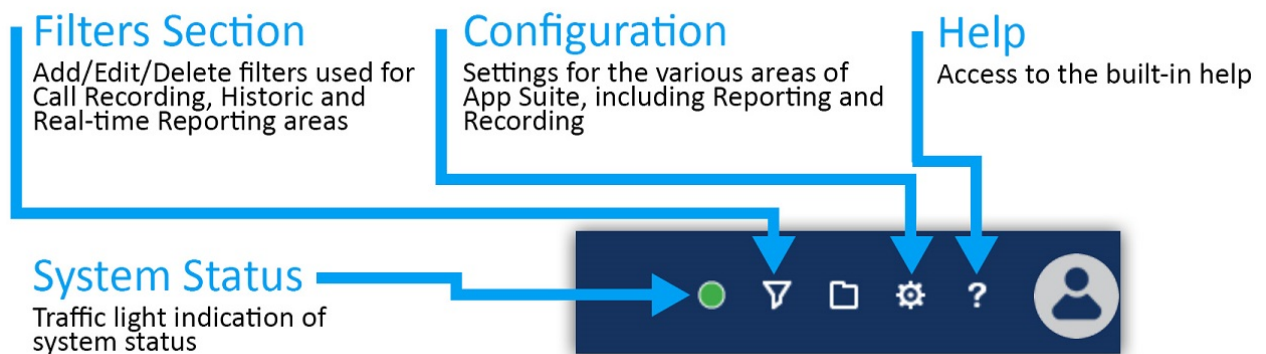 Filters Section
Add/Edit/Delete filters used for
Call Recording, Historic and
Real-time Reporting areas
Configuration
Settings for the various areas of
App Suite, including Reporting and
Recording
Help
Access to the built-in help
System Status
Traffic light indication of
system status
?